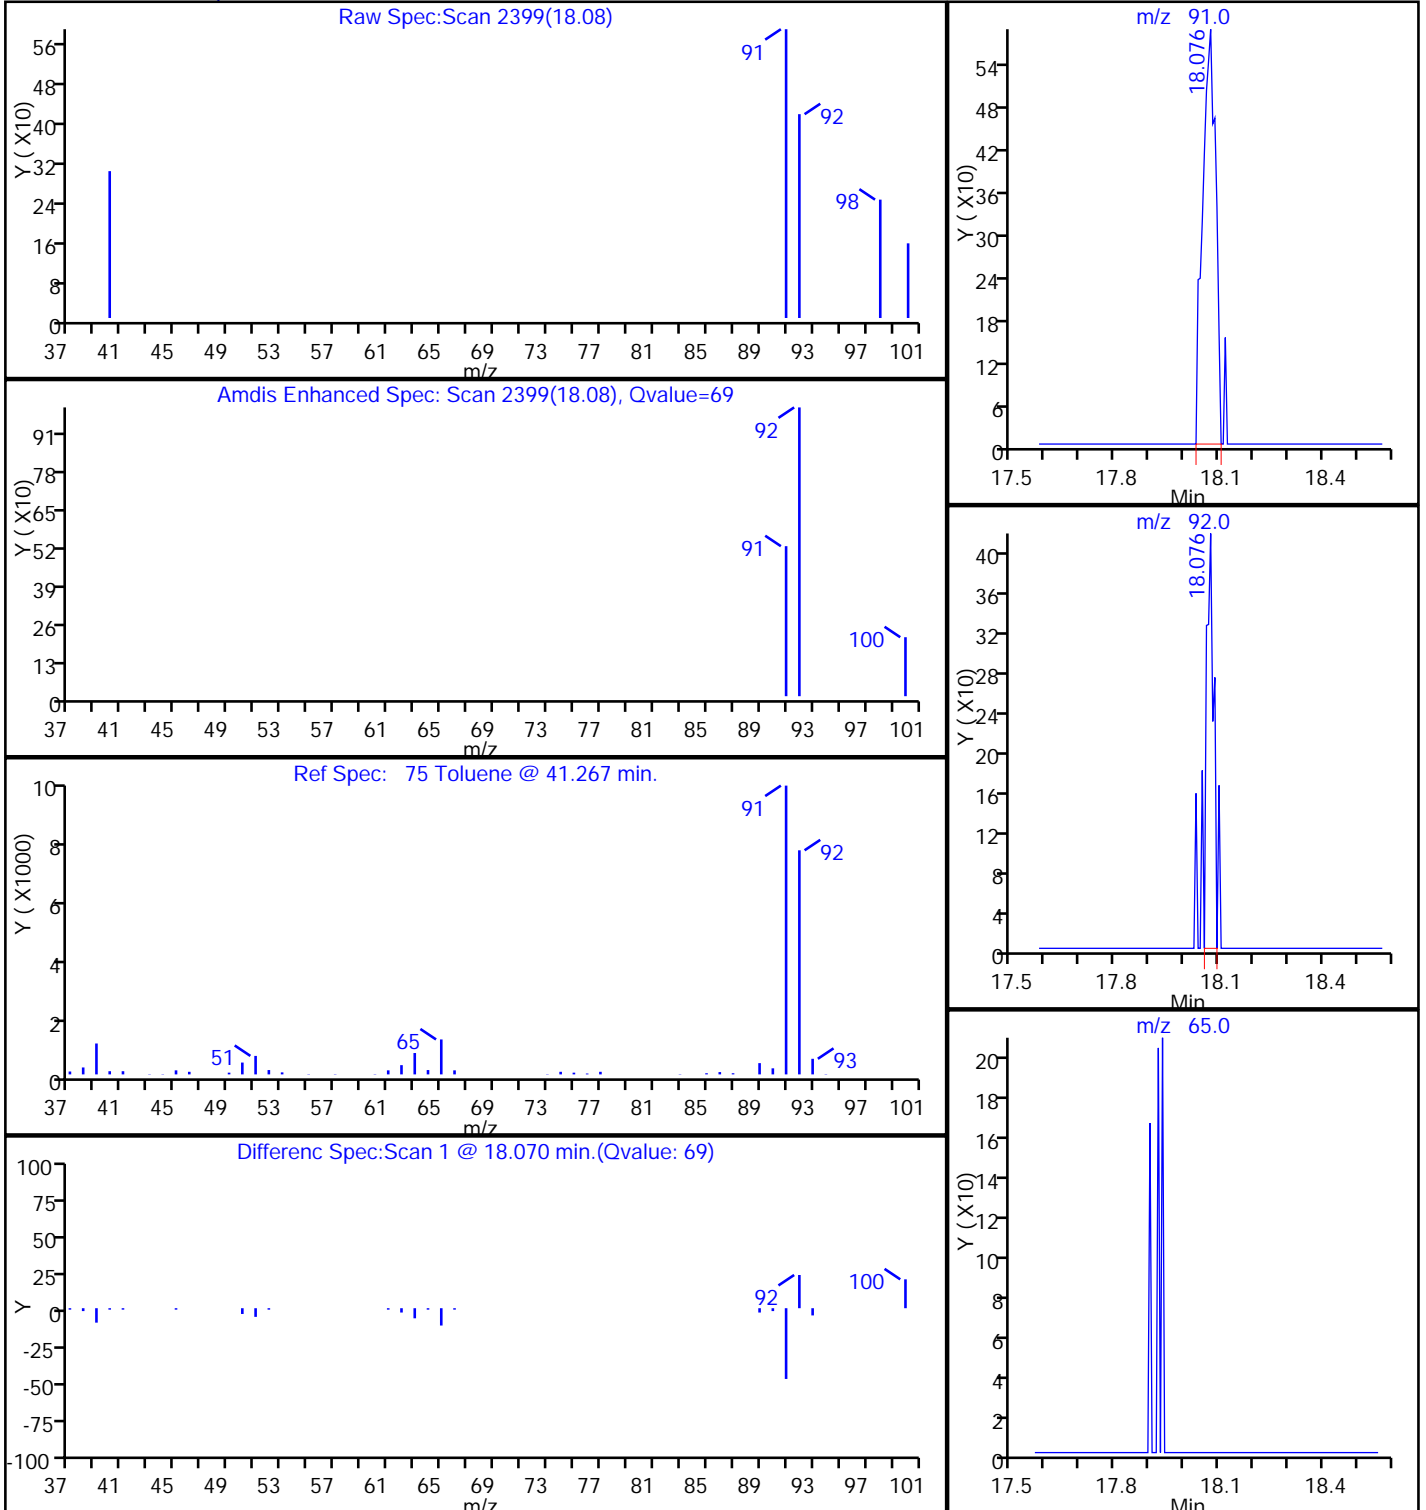 Raw Spec:Scan 2399(18.08)
56
48
40
32
24
16
8
0
Y ( X10)
91
92
98
37 41 45 49 53 57 61 65 69 73 77 81 85 89 93 97 101
m/z
Amdis Enhanced Spec: Scan 2399(18.08), Qvalue=69
91
78
65
52
39
26
13
0
Y ( X10)
92
91
100
37 41 45 49 53 57 61 65 69 73 77 81 85 89 93 97 101
m/z
Ref Spec: 75 Toluene @ 41.267 min.
10
8
6
4
2
0
Y ( X1000)
91
92
51
65
93
37 41 45 49 53 57 61 65 69 73 77 81 85 89 93 97 101
m/z
Differenc Spec:Scan 1 @ 18.070 min.(Qvalue: 69)
100
75
50
25
0
-25
-50
-75
-100
Y
92
100
37 41 45 49 53 57 61 65 69 73 77 81 85 89 93 97 101
m/z
m/z 91.0
18.076
54
48
42
36
30
24
18
12
6
0
Y ( X10)
17.5 17.8 18.1 18.4
Min
m/z 92.0
18.076
40
36
32
28
24
20
16
12
8
4
0
Y ( X10)
17.5 17.8 18.1 18.4
Min
m/z 65.0
20
18
16
14
12
10
8
6
4
2
0
Y ( X10)
17.5 17.8 18.1 18.4
Min